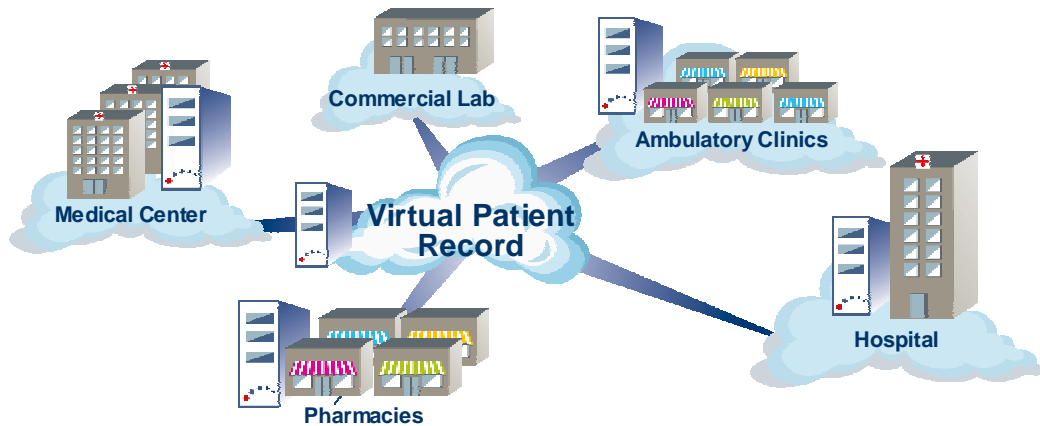 Commercial Lab
Ambulatory Clinics
Medical Center
Virtual Patient
Record
Hospital
Pharmacies